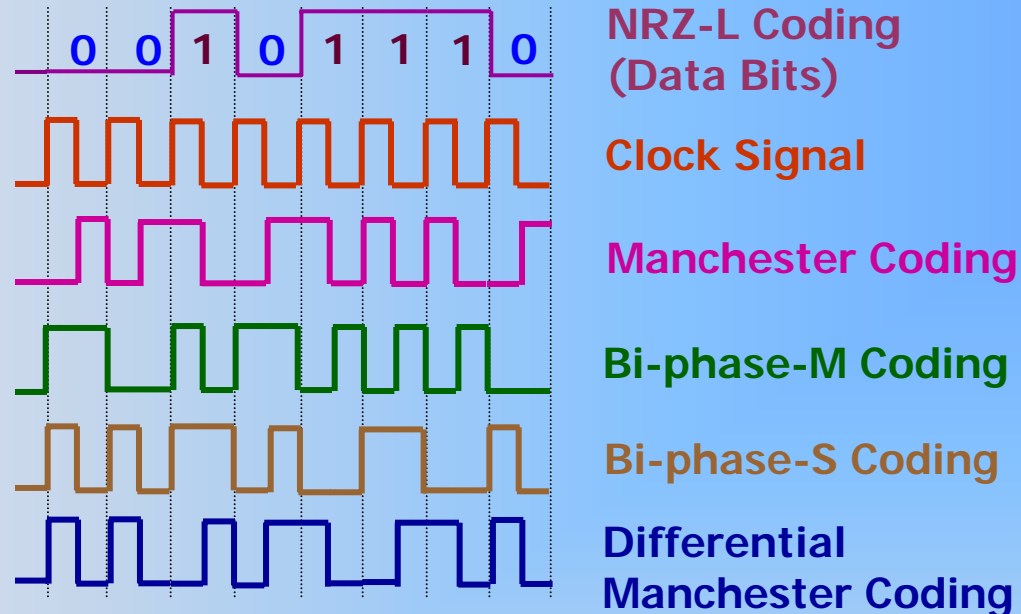 0 0 1 0 1 1 1 0
NRZ-L Coding
(Data Bits)
Clock Signal
Manchester Coding
Bi-phase-M Coding
Bi-phase-S Coding
Differential
Manchester Coding